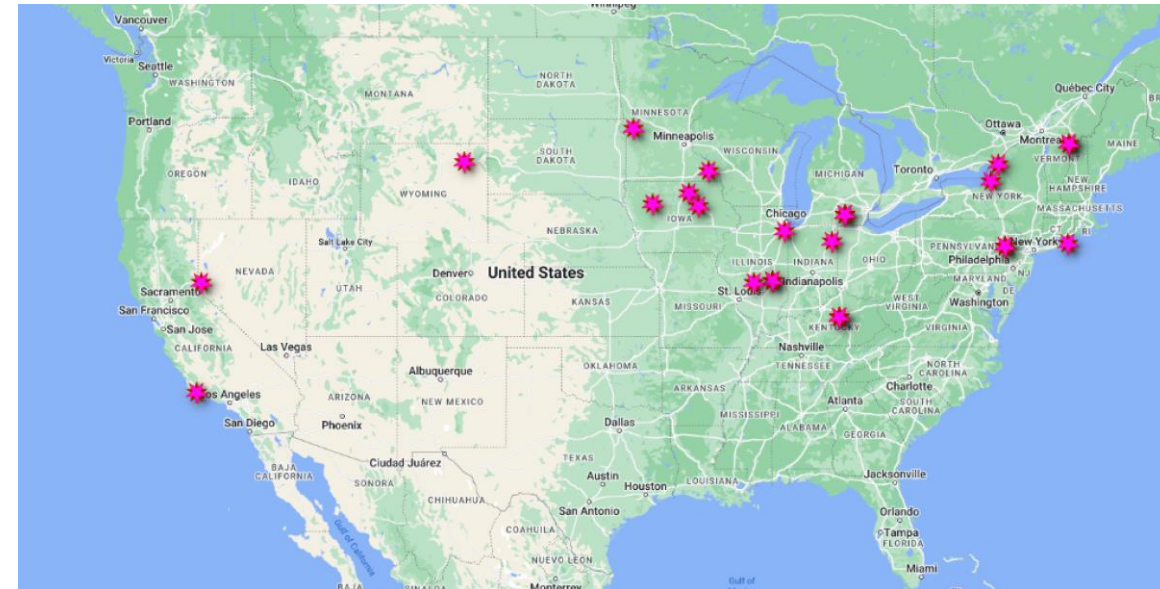 Winnipeg
Vancouver
Victoria
Seattle
WASHINGTON
NORTH
DAKOTA
MONTANA
Québec City
MINNESOTA
Portland
Ottawa
Minneapolis
Montreal
MAINE
WISCONSIN
SOUTH
DAKOTA
VERMONT
OREGON
IDAHO
MICHIGAN
Toronto
WYOMING
NEW
HAMPSHIRE
NEW YORK
MASSACHUSETTS
IOWA
Chicago
NEBRASKA
CT
RI
Salt Lake City
PENNSYLVANIA
New York
ILLINOIS
INDIANA
OHIO
Philadelphia
NEVADA
Denver
United States
MARYLAND
NJ
UTAH
COLORADO
Indianapolis
DE
Sacramento
St. Louis
KANSAS
MISSOURI
WEST
VIRGINIA
Washington
San Francisco
San Jose
KENTUCKY
VIRGINIA
CALIFORNIA
Las Vegas
Nashville
OKLAHOMA
TENNESSEE
NORTH
CAROLINA
Albuquerque
ARKANSAS
Charlotte
Los Angeles
ARIZONA
NEW MEXICO
Atlanta
SOUTH
CAROLINA
MISSISSIPPI
San Diego
Phoenix
Dallas
ALABAMA
GEORGIA
TEXAS
Ciudad Juárez
BAJA
CALIFORNIA
SONORA
Austin
Houston
LOUISIANA
Jacksonville
CHIHUAHUA
San Antonio
Orlando
COAHUILA
Tampa
FLORIDA
Gulf of
California
NUEVO LEON
Miami
BAJA
SINALOA
Monterrey
Gulf of